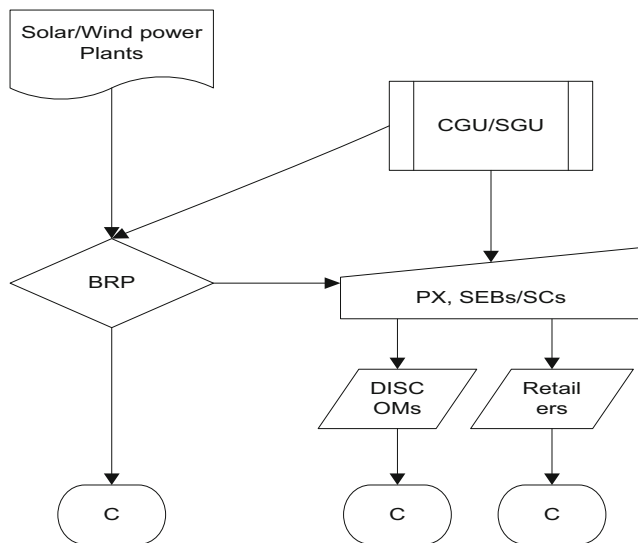 Solar/Wind power
Plants
CGU/SGU
BRP
PX, SEBs/SCs
DISC
OMs
Retail
ers
C
C
C